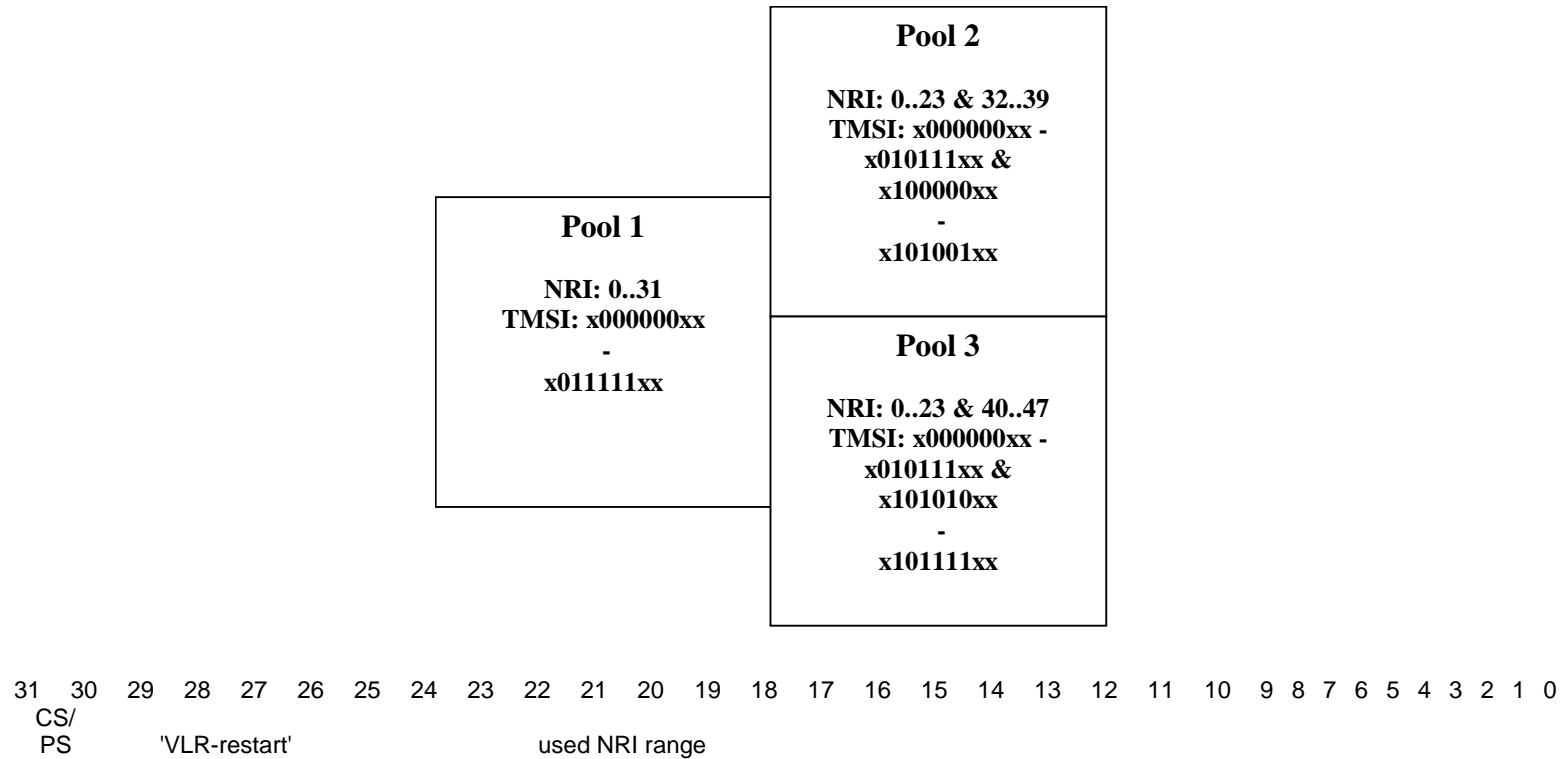 Pool 2
NRI: 0..23 & 32..39
TMSI: x000000xx -
x010111xx &
x100000xx
-
x101001xx
Pool 1
NRI: 0..31
TMSI: x000000xx
-
x011111xx
Pool 3
NRI: 0..23 & 40..47
TMSI: x000000xx -
x010111xx &
x101010xx
-
x101111xx
31 30 29 28 27 26 25 24 23 22 21 20 19 18 17 16 15 14 13 12 11 10 9 8 7 6 5 4 3 2 1 0
CS/
PS 'VLR-restart' used NRI range